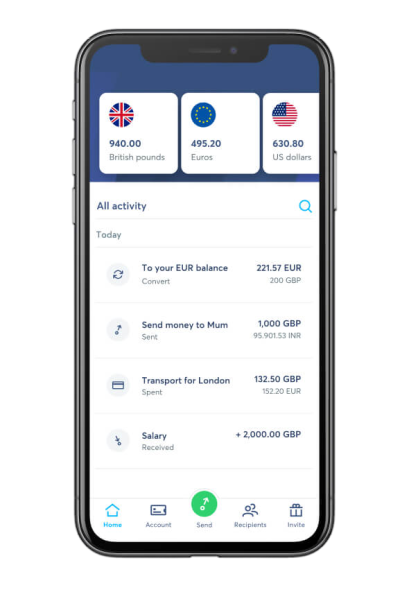 940.00
British pounds
495.20
Euros
630.80
US dollars
All activity
Today
To your EUR balance
221.57 EUR
Convert
200 GBP
Send money to Mum
1,000 GBP
Sent
95.901.53 INR
Transport for London
132.50 GBP
Spent
152.20 EUR
Salary
+ 2,000.00 GBP
Received
Home
Account
Send
Recipients
Invite